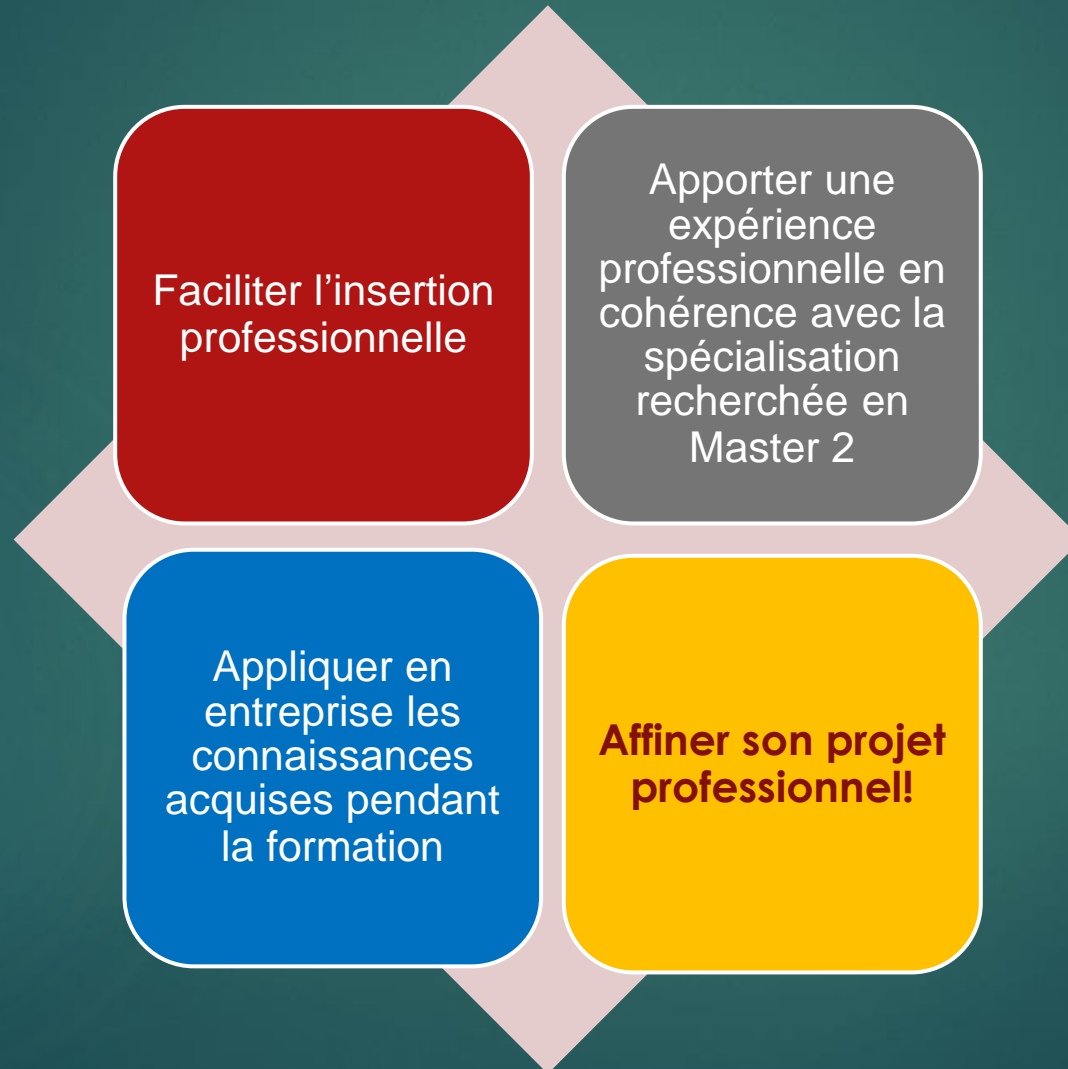 Faciliter l’insertion
professionnelle
Apporter une
expérience
professionnelle en
cohérence avec la
spécialisation
recherchée en
Master 2
Appliquer en
entreprise les
connaissances
acquises pendant
la formation
Affiner son projet
professionnel!